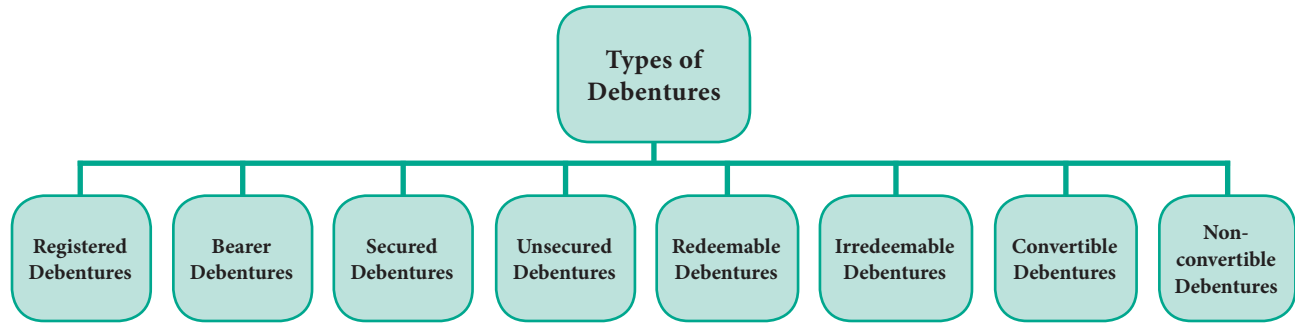 Types of
Debentures
Registered
Debentures
Bearer
Debentures
Secured
Debentures
Unsecured
Debentures
Redeemable
Debentures
Irredeemable
Debentures
Convertible
Debentures
Non-
convertible
Debentures